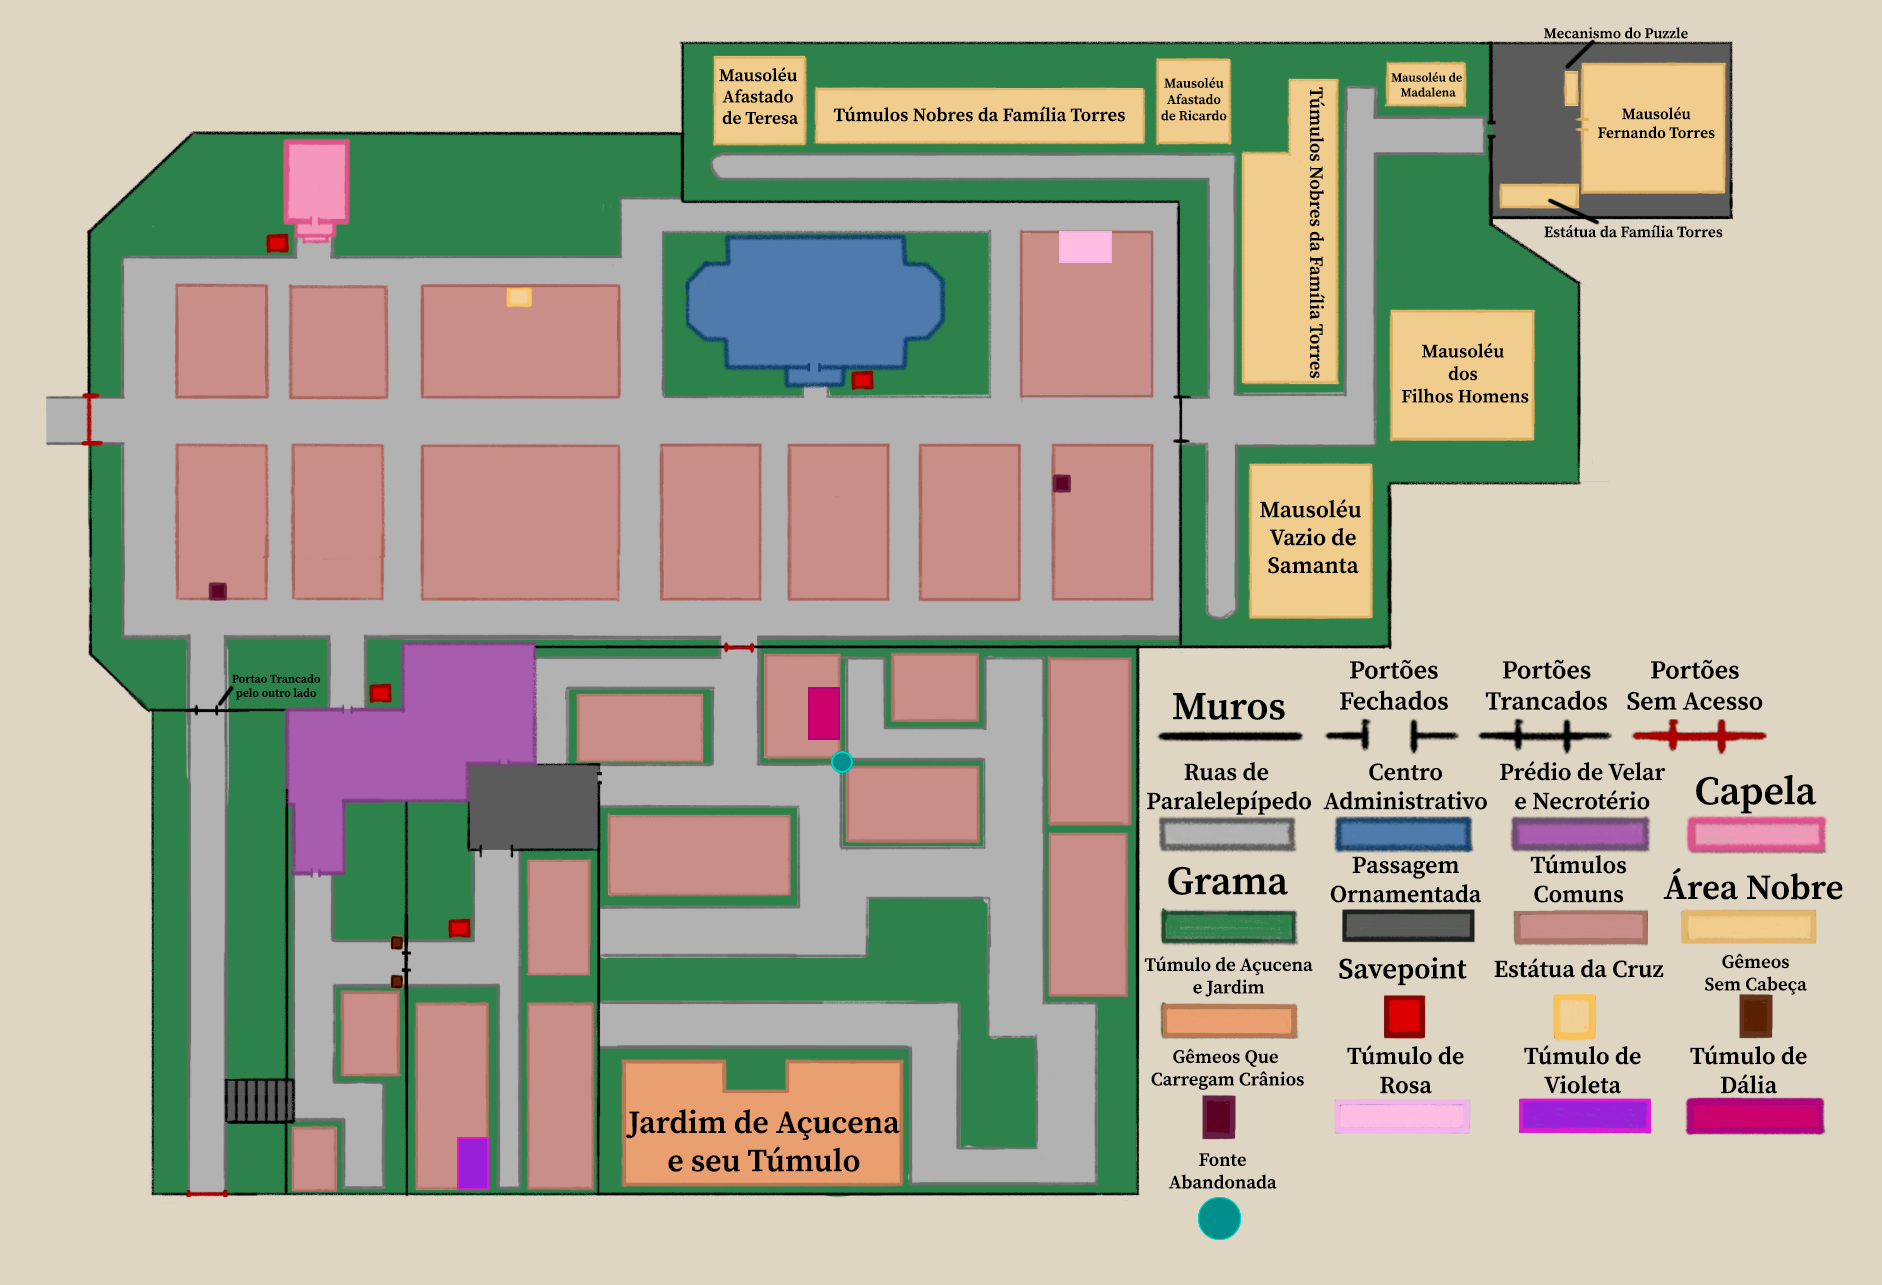 Mecanismo do Puzzle
Mausoléu
Afastado
de Teresa
Túmulos Nobres da Família Torres
Mausoléu
Afastado
de Ricardo
Túmulos Nobres da Família Torres
Mausoléu de
Madalena
Mausoléu
Fernando Torres
Estátua da Família Torres
Mausoléu
dos
Filhos Homens
Mausoléu
Vazio de
Samanta
Portao Trancado
pelo outro lado
Jardim de Açucena
e seu Túmulo
Muros
Portões
Fechados
Portões
Trancados
Portões
Sem Acesso
Ruas de
Paralelepípedo
Centro
Administrativo
Prédio de Velar
e Necrotério
Capela
Grama
Passagem
Ornamentada
Túmulos
Comuns
Área Nobre
Túmulo de Açucena
e Jardim
Savepoint
Estátua da Cruz
Gêmeos
Sem Cabeça
Gêmeos Que
Carregam Crânios
Túmulo de
Rosa
Túmulo de
Violeta
Túmulo de
Dália
Fonte
Abandonada